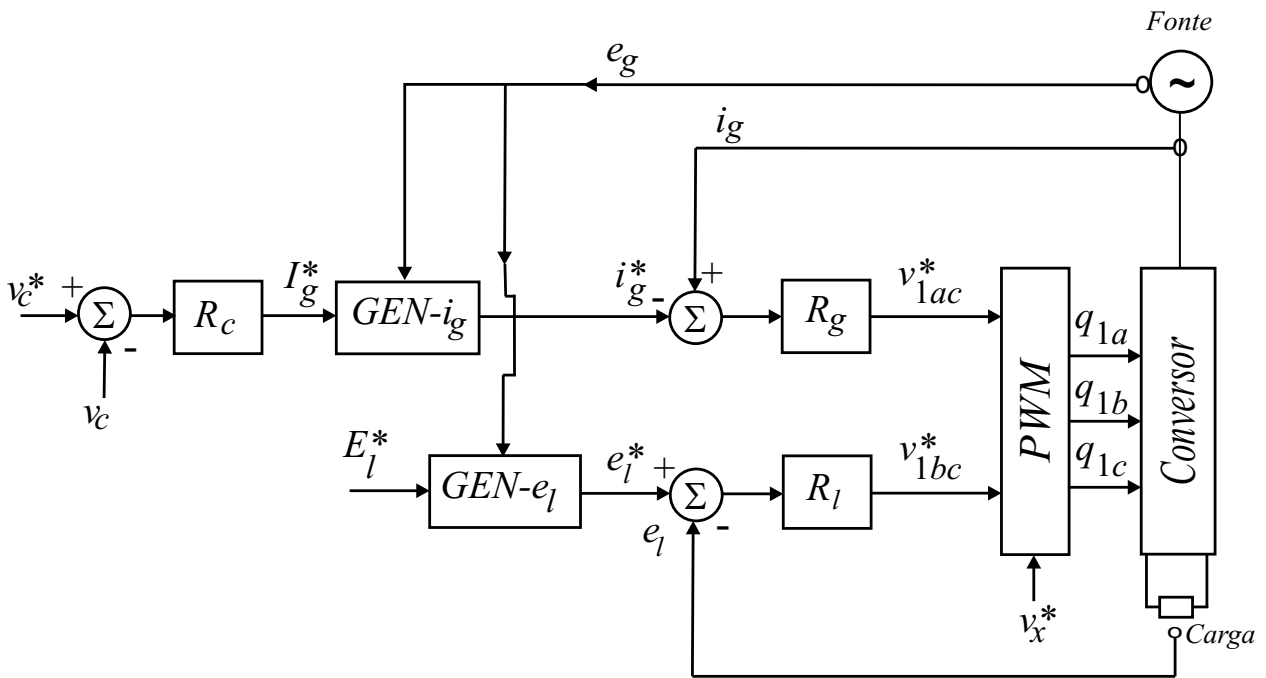 Fonte
~
e_g
i_g
v_c* +
Σ
-
v_c
R_c
I_g*
GEN-i_g
i_g* -
+
Σ
R_g
v*_1ac
E_l*
GEN-e_l
e_l* +
Σ
-
e_l
R_l
v*_1bc
PWM
v_x*
q_1a
q_1b
q_1c
Conversor
Carga